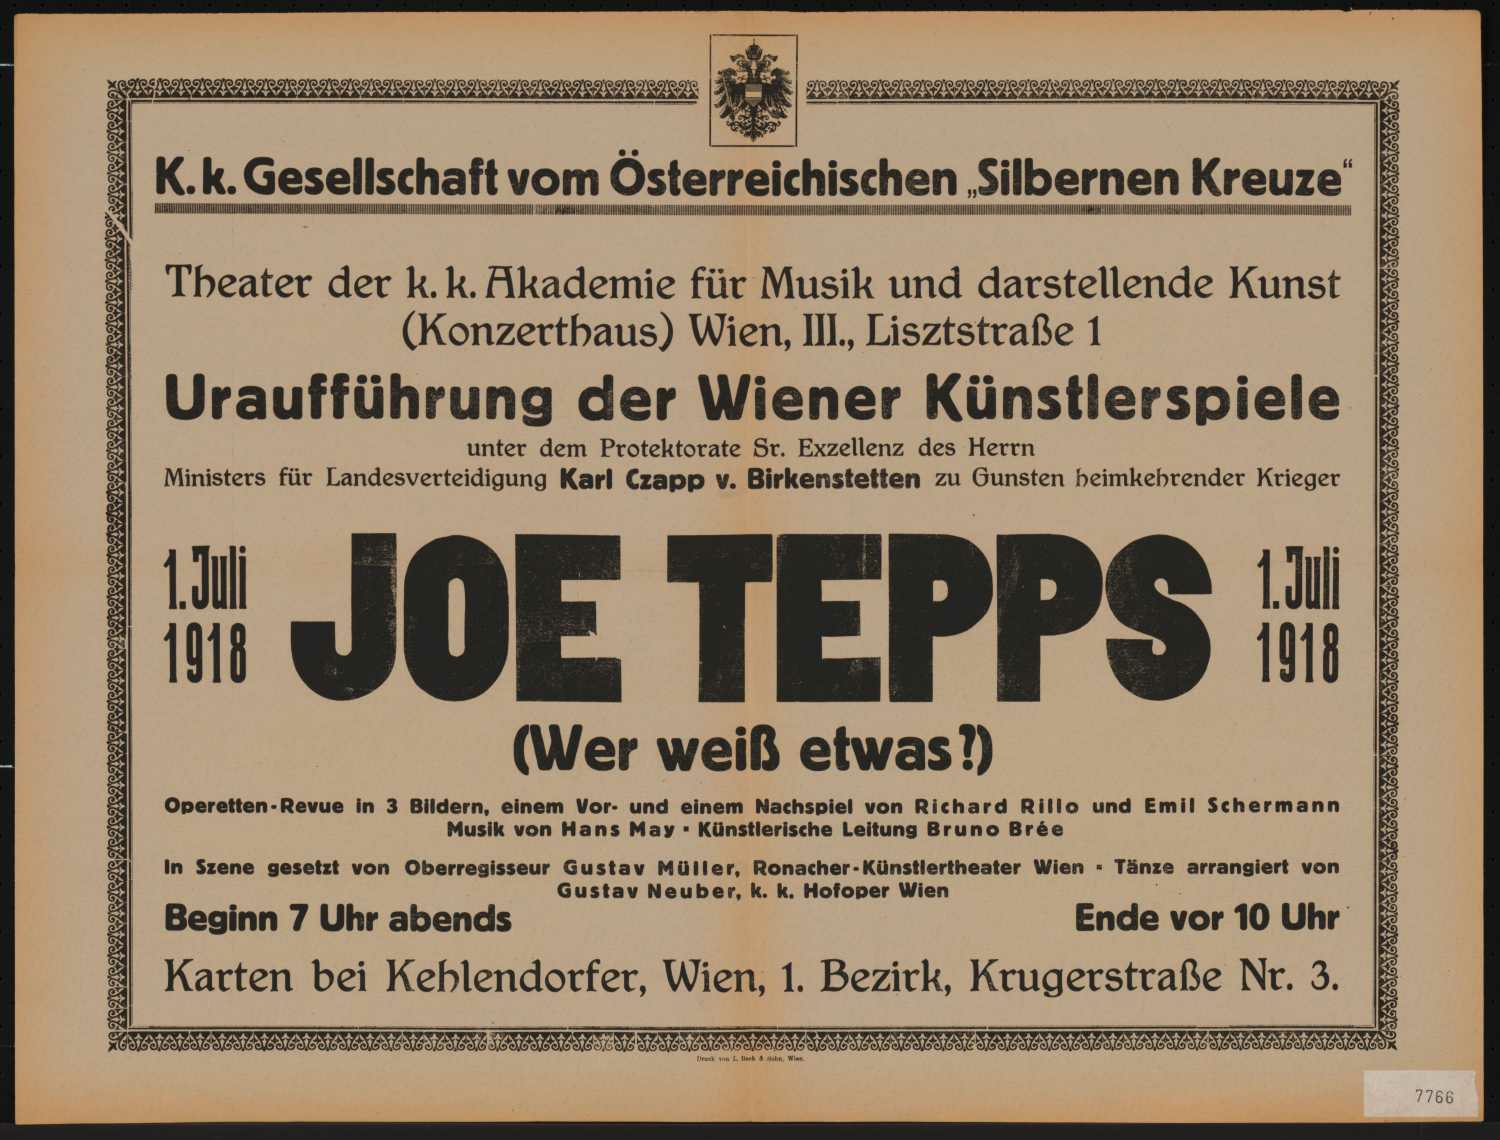 K. k. Gesellschaft vom Österreichischen „Silbernen Kreuze“
Theater der k. k. Akademie für Musik und darstellende Kunst
(Konzerthaus) Wien, III., Lisztstraße 1
Uraufführung der Wiener Künstlerspiele
unter dem Protektorate Sr. Exzellenz des Herrn
Ministers für Landesverteidigung Karl Czapp v. Birkenstetten zu Gunsten heimkehrender Krieger
1. Juli
1918
JOE TEPPS
1. Juli
1918
(Wer weiß etwas?)
Operetten-Revue in 3 Bildern, einem Vor- und einem Nachspiel von Richard Rillo und Emil Schermann
Musik von Hans May · Künstlerische Leitung Bruno Brée
In Szene gesetzt von Oberregisseur Gustav Müller, Ronacher-Künstlertheater Wien · Tänze arrangiert von
Gustav Neuber, k. k. Hofoper Wien
Beginn 7 Uhr abends Ende vor 10 Uhr
Karten bei Kehlendorfer, Wien, 1. Bezirk, Krugerstraße Nr. 3.
Druck von L. Beck & Sohn, Wien.
7766